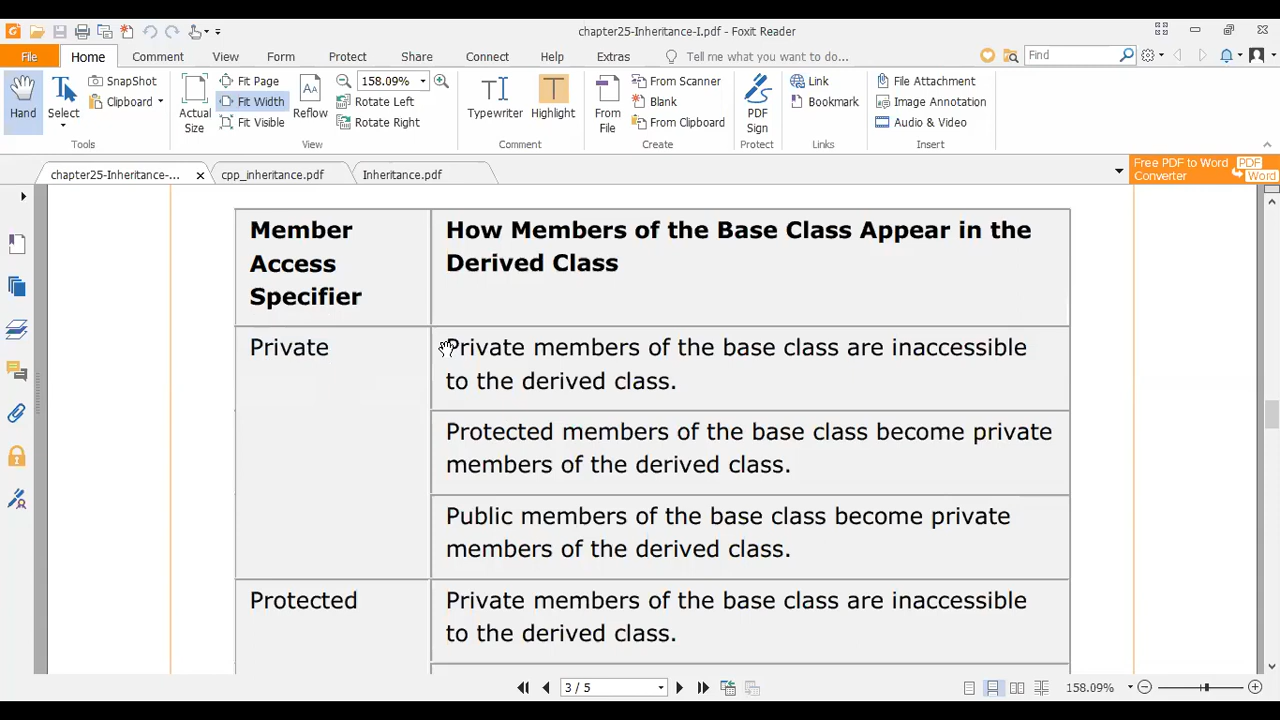 chapter25-Inheritance-I.pdf - Foxit Reader
File Home Comment View Form Protect Share Connect Help Extras Tell me what you want to do... Find
Hand
Select
SnapShot
Clipboard
Tools
Actual Size
Fit Page
Fit Width
Fit Visible
Reflow
158.09%
Rotate Left
Rotate Right
View
Typewriter
Highlight
Comment
From File
From Scanner
Blank
From Clipboard
Create
PDF Sign
Protect
Link
Bookmark
Links
File Attachment
Image Annotation
Audio & Video
Insert
chapter25-Inheritance-... cpp_inheritance.pdf Inheritance.pdf
Free PDF to Word Converter
PDF
Word
Member
Access
Specifier
How Members of the Base Class Appear in the
Derived Class
Private
Private members of the base class are inaccessible
to the derived class.
Protected members of the base class become private
members of the derived class.
Public members of the base class become private
members of the derived class.
Protected
Private members of the base class are inaccessible
to the derived class.
3 / 5
158.09%